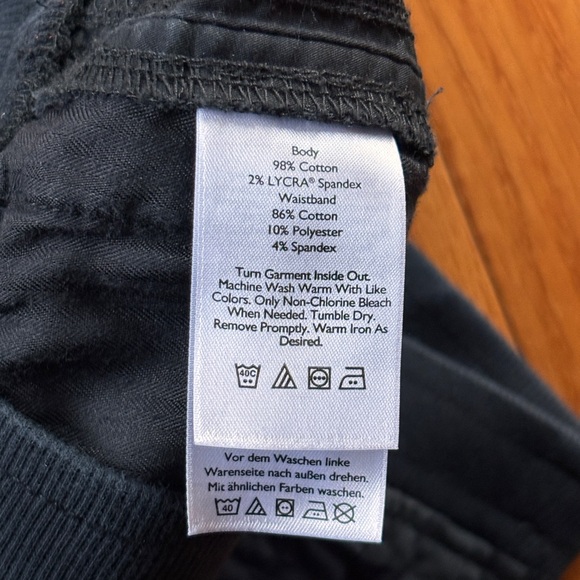 Body
98% Cotton
2% LYCRA® Spandex
Waistband
86% Cotton
10% Polyester
4% Spandex
Turn Garment Inside Out.
Machine Wash Warm With Like
Colors. Only Non-Chlorine Bleach
When Needed. Tumble Dry.
Remove Promptly. Warm Iron As
Desired.
40C
Vor dem Waschen linke
Warenseite nach außen drehen.
Mit ähnlichen Farben waschen.
40